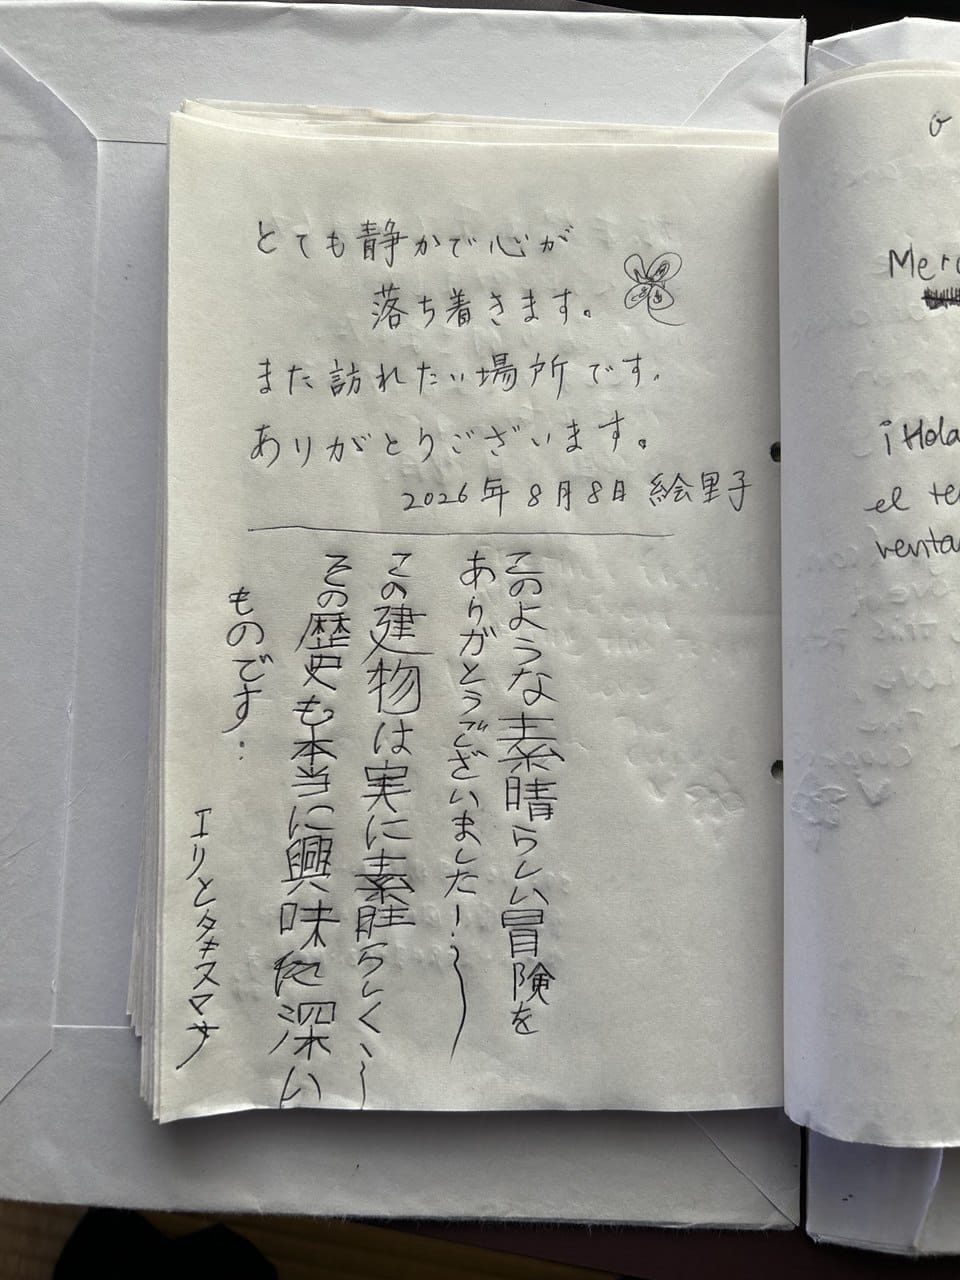 とても静かで心が
落ち着きます。
また訪れたい場所です.
ありがとりございます。
2026年8月8日 絵里子
このような素晴らしい冒険を
ありがとうございました!
この建物は実に素晴らしく、
その歴史も本当に興味深い
ものです.
エリとタキスマサ
¡Hola
el te
venta